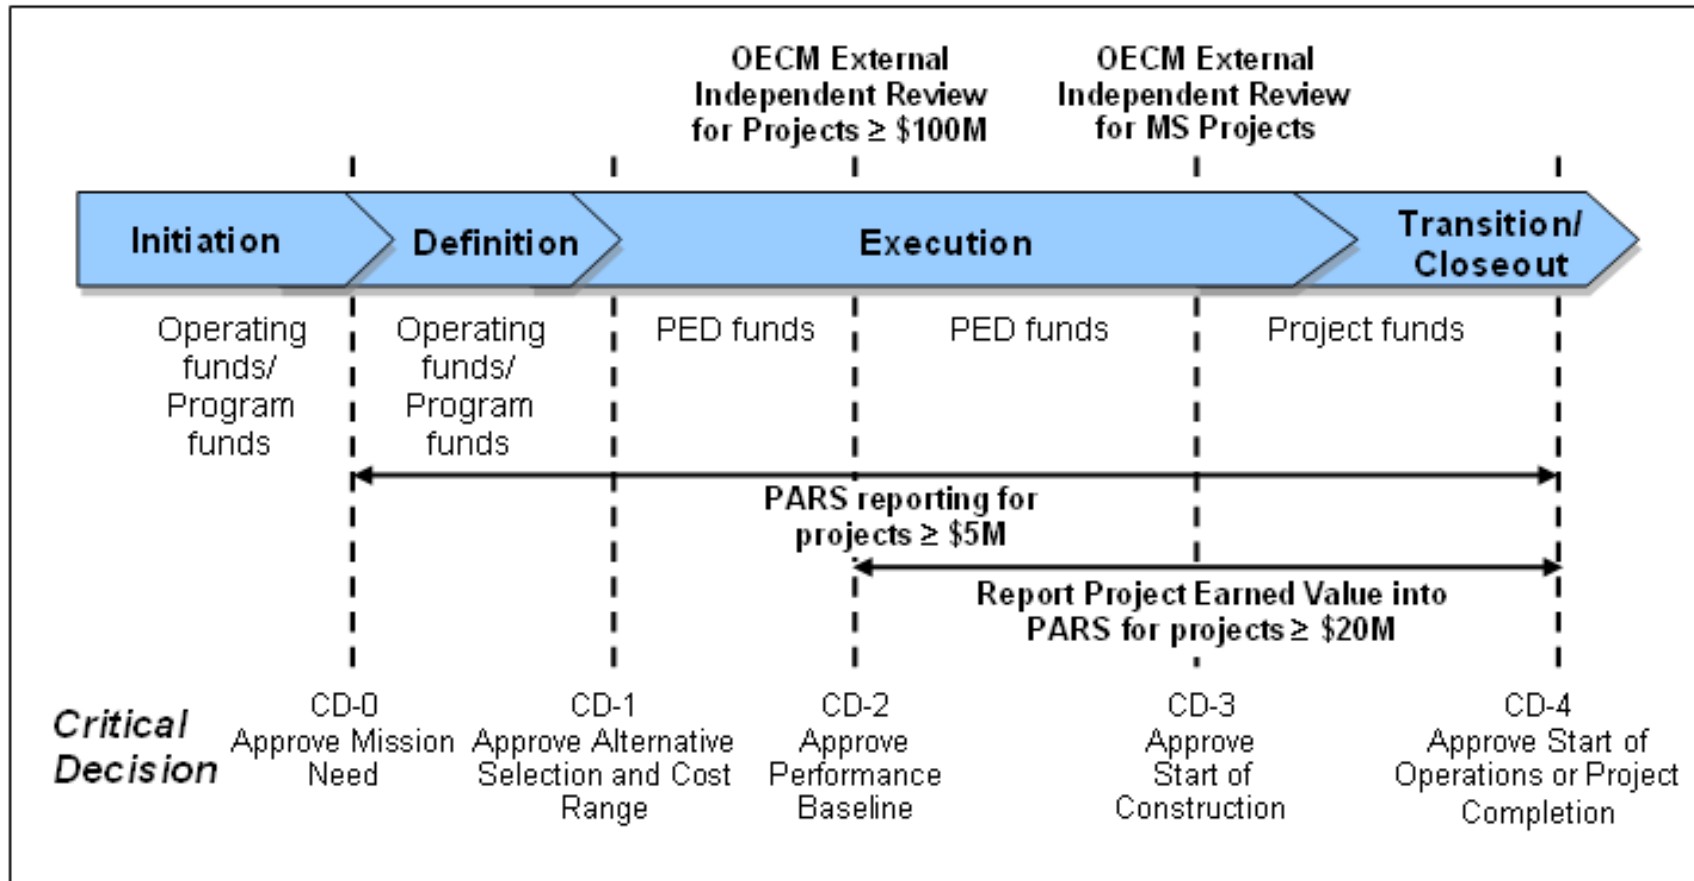 OECM External
Independent Review
for Projects ≥ $100M
OECM External
Independent Review
for MS Projects
Initiation
Definition
Execution
Transition/
Closeout
Operating
funds/
Program
funds
Operating
funds/
Program
funds
PED funds
PED funds
Project funds
PARS reporting for
projects ≥ $5M
Report Project Earned Value into
PARS for projects ≥ $20M
Critical
Decision
CD-0
Approve Mission
Need
CD-1
Approve Alternative
Selection and Cost
Range
CD-2
Approve
Performance
Baseline
CD-3
Approve
Start of
Construction
CD-4
Approve Start of
Operations or Project
Completion